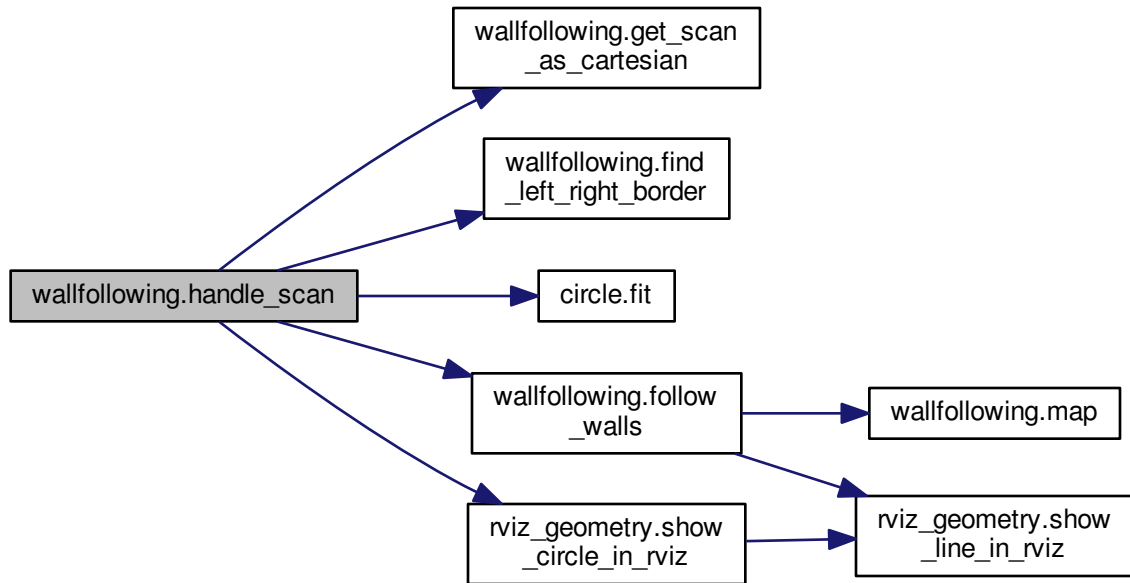 wallfollowing.get_scan
_as_cartesian
wallfollowing.find
_left_right_border
wallfollowing.handle_scan
circle.fit
wallfollowing.follow
_walls
wallfollowing.map
rviz_geometry.show
_circle_in_rviz
rviz_geometry.show
_line_in_rviz